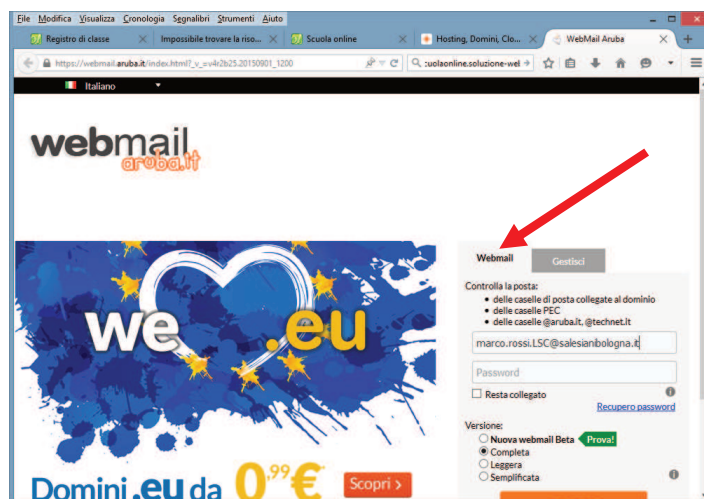 File Modifica Visualizza Cronologia Segnalibri Strumenti Aiuto
Registro di classe Impossibile trovare la riso... Scuola online Hosting, Domini, Clo... WebMail Aruba
https://webmail.aruba.it/index.html?_v_=v4r2b25.20150901_1200 :uolaonline.soluzione-wel
Italiano
webmail
aruba.it
Webmail Gestisci
Controlla la posta:
delle caselle di posta collegate al dominio
delle caselle PEC
delle caselle @aruba.it, @technet.it
marco.rossi.LSC@salesianibologna.it
Password
Resta collegato
Recupero password
Versione:
Nuova webmail Beta Prova!
Completa
Leggera
Semplificata
we .eu
Domini .eu da 0,99€* Scopri >